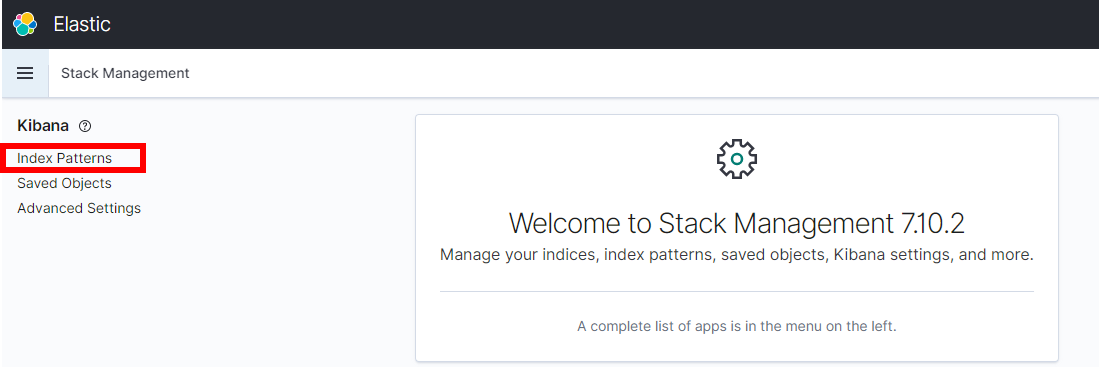 Elastic
Stack Management
Kibana
Index Patterns
Saved Objects
Advanced Settings
Welcome to Stack Management 7.10.2
Manage your indices, index patterns, saved objects, Kibana settings, and more.
A complete list of apps is in the menu on the left.